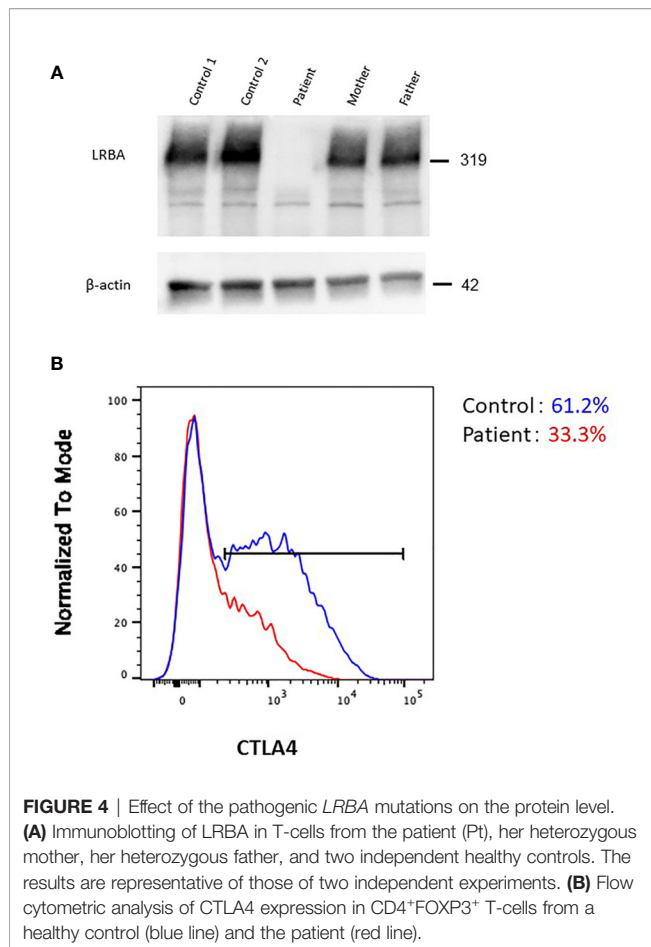 A
Control 1
Control 2
Patient
Mother
Father
LRBA
319
β-actin
42
B
Normalized To Mode
100
80
60
40
20
0
0
10³
10⁴
10⁵
CTLA4
Control: 61.2%
Patient: 33.3%
FIGURE 4 | Effect of the pathogenic LRBA mutations on the protein level.
(A) Immunoblotting of LRBA in T-cells from the patient (Pt), her heterozygous
mother, her heterozygous father, and two independent healthy controls. The
results are representative of those of two independent experiments. (B) Flow
cytometric analysis of CTLA4 expression in CD4⁺FOXP3⁺ T-cells from a
healthy control (blue line) and the patient (red line).